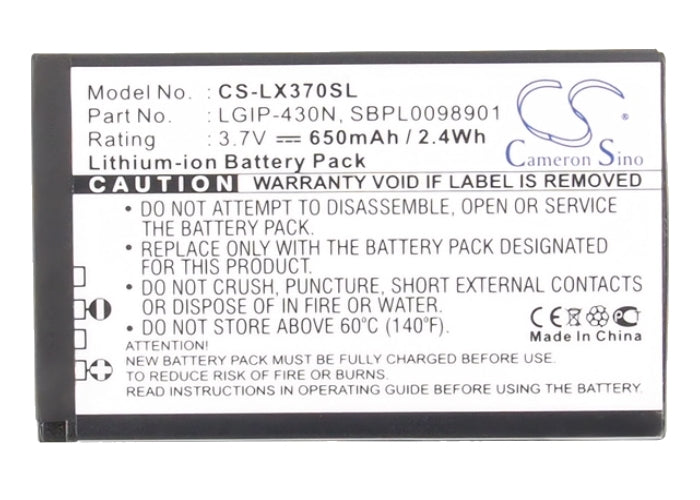 Model No.: CS-LX370SL
Part No.: LGIP-430N, SBPL0098901
Rating : 3.7V 650mAh / 2.4Wh
Lithium-ion Battery Pack
CS
Cameron Sino
CAUTION WARRANTY VOID IF LABEL IS REMOVED
• DO NOT ATTEMPT TO DISASSEMBLE, OPEN OR SERVICE
THE BATTERY PACK.
• REPLACE ONLY WITH THE BATTERY PACK DESIGNATED
FOR THIS PRODUCT.
• DO NOT CRUSH, PUNCTURE, SHORT EXTERNAL CONTACTS
OR DISPOSE OF IN FIRE OR WATER.
• DO NOT STORE ABOVE 60°C (140°F).
ATTENTION!
NEW BATTERY PACK MUST BE FULLY CHARGED BEFORE USE.
TO REDUCE RISK OF FIRE OR BURNS.
READ INSTRUCTIONS IN OPERATING GUIDE BEFORE USE.
CE
Made In China